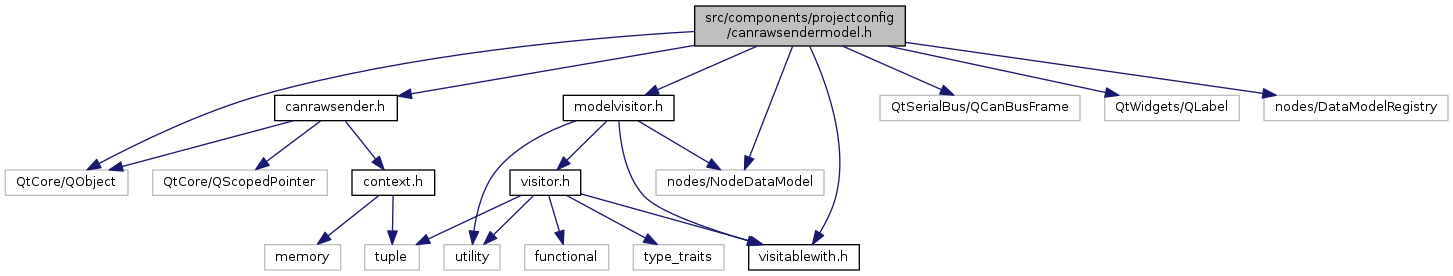 src/components/projectconfig
/canrawsendermodel.h
canrawsender.h
modelvisitor.h
QtSerialBus/QCanBusFrame
QtWidgets/QLabel
nodes/DataModelRegistry
QtCore/QObject
QtCore/QScopedPointer
context.h
visitor.h
nodes/NodeDataModel
memory
tuple
utility
functional
type_traits
visitablewith.h